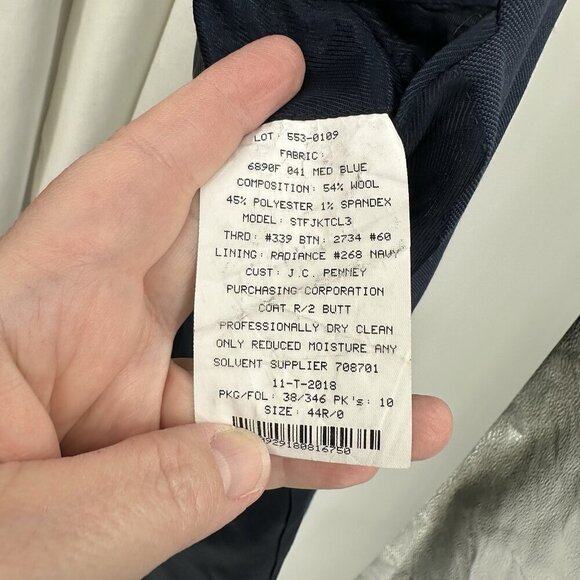 LOT: 553-0109
FABRIC:
6890F 041 MED BLUE
COMPOSITION: 54% WOOL
45% POLYESTER 1% SPANDEX
MODEL: STFJKTCL3
THRD: #339 BTN: 2734 #60
LINING: RADIANCE #268 NAVY
CUST: J.C. PENNEY
PURCHASING CORPORATION
COAT R/2 BUTT
PROFESSIONALLY DRY CLEAN
ONLY REDUCED MOISTURE ANY
SOLVENT SUPPLIER 708701
11-T-2018
PKG/FOL: 38/346 PK's: 10
SIZE: 44R/0